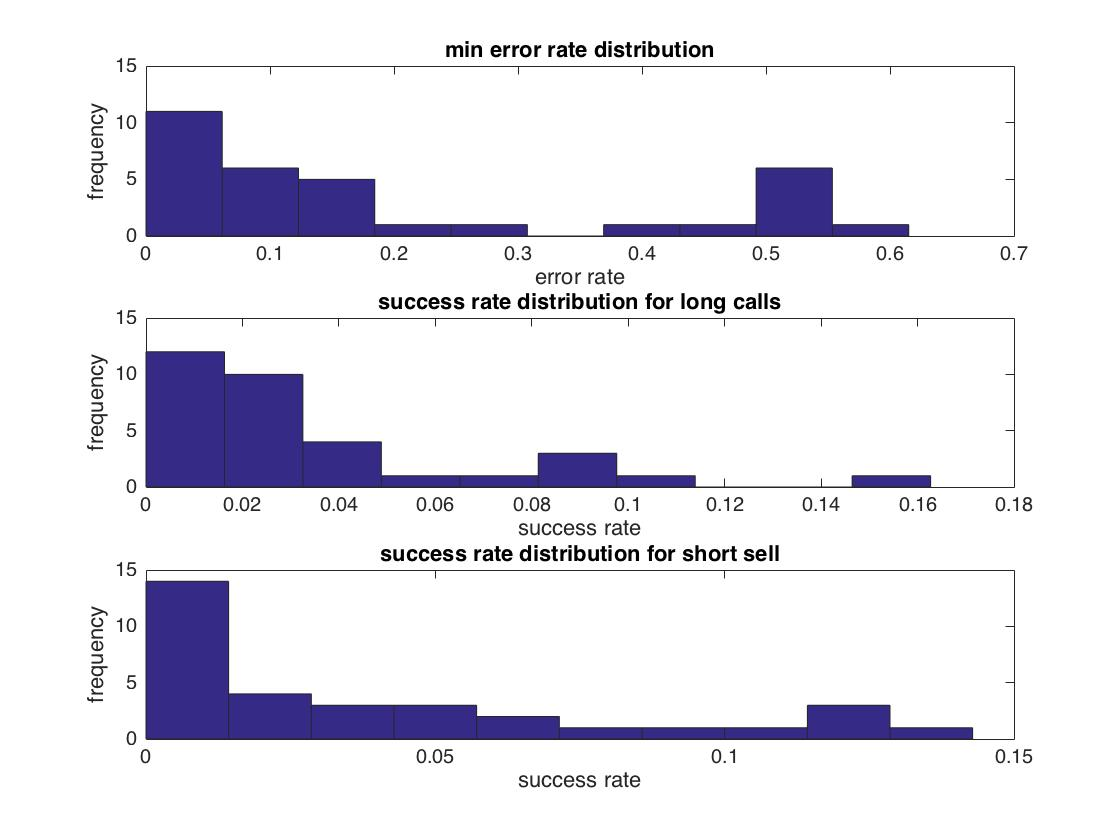 min error rate distribution
15
10
5
0
frequency
0 0.1 0.2 0.3 0.4 0.5 0.6 0.7
error rate
success rate distribution for long calls
15
10
5
0
frequency
0 0.02 0.04 0.06 0.08 0.1 0.12 0.14 0.16 0.18
success rate
success rate distribution for short sell
15
10
5
0
frequency
0 0.05 0.1 0.15
success rate